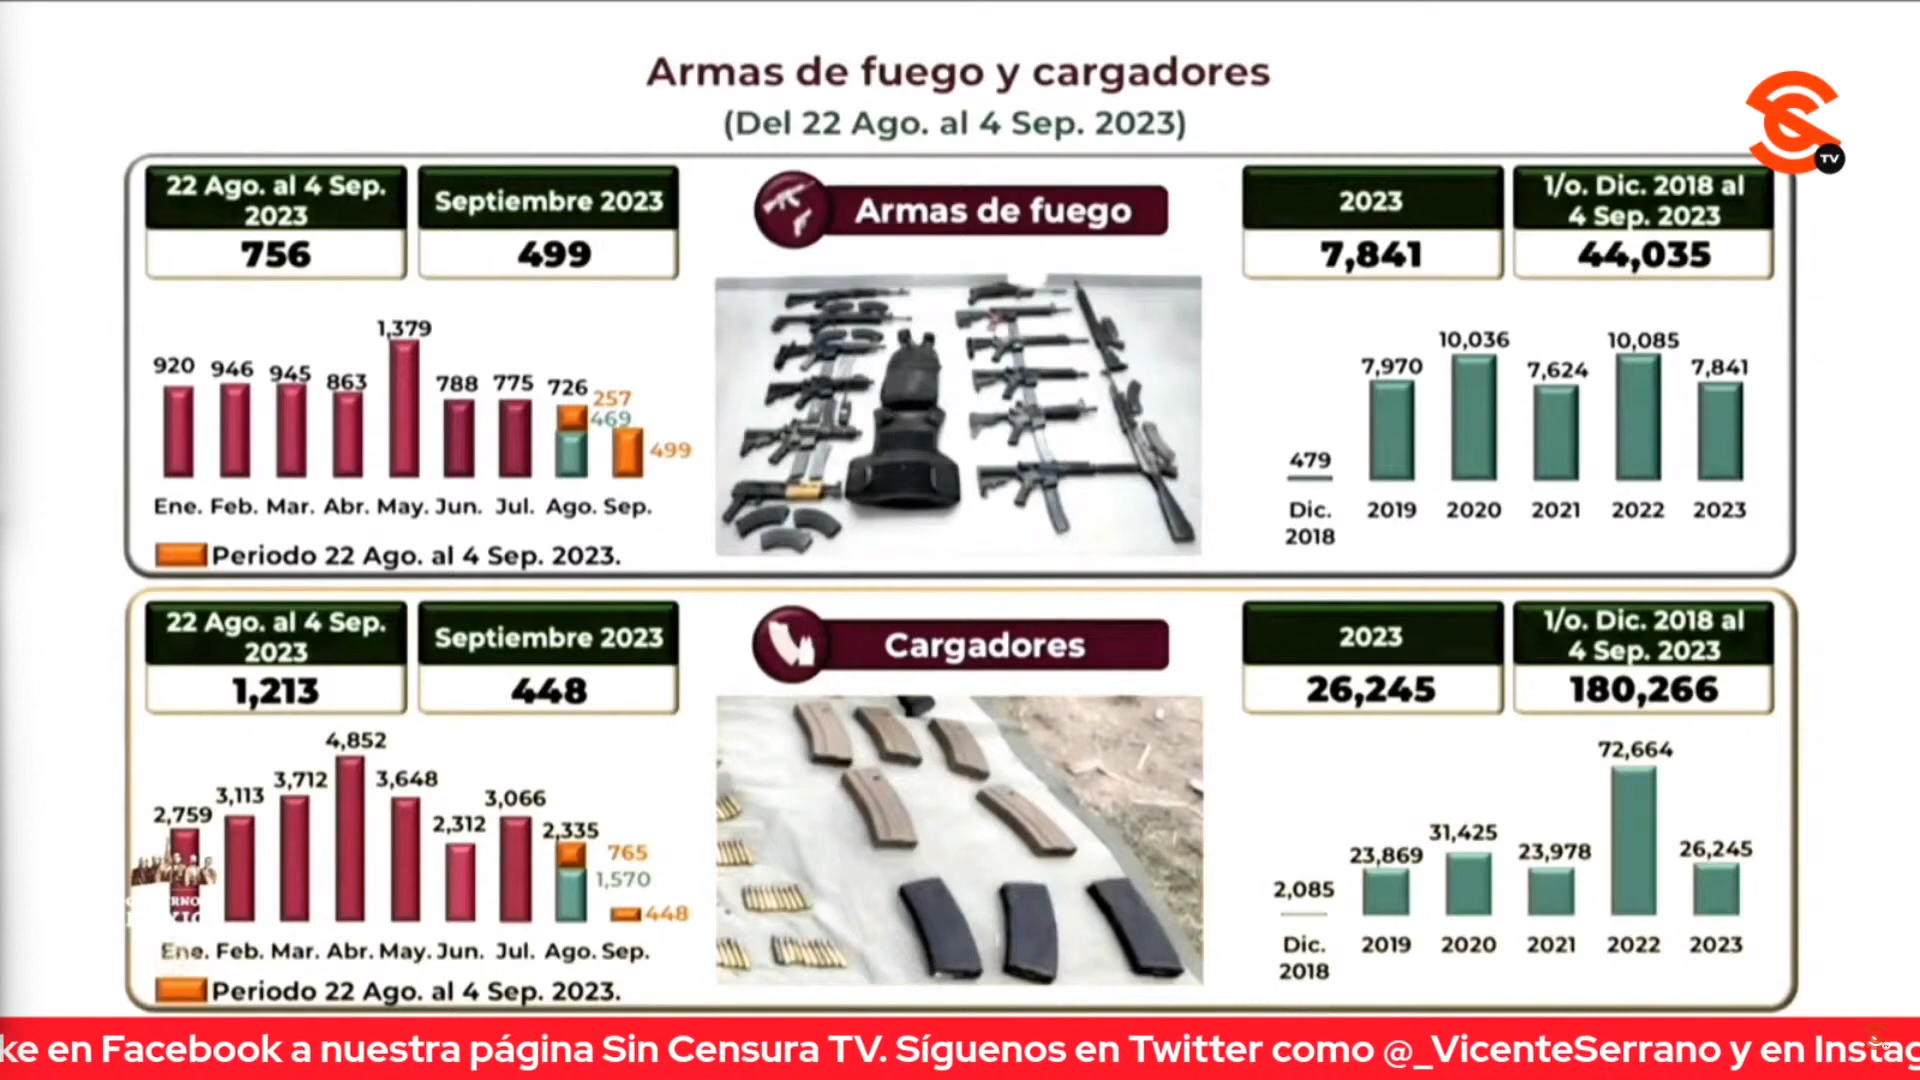 Armas de fuego y cargadores
(Del 22 Ago. al 4 Sep. 2023)
TV
22 Ago. al 4 Sep.
2023
756
Septiembre 2023
499
Armas de fuego
2023
7,841
1/o. Dic. 2018 al
4 Sep. 2023
44,035
920 946 945 863 1,379 788 775 726 257
469
499
Ene. Feb. Mar. Abr. May. Jun. Jul. Ago. Sep.
Periodo 22 Ago. al 4 Sep. 2023.
479 7,970 10,036 7,624 10,085 7,841
Dic.
2018 2019 2020 2021 2022 2023
22 Ago. al 4 Sep.
2023
1,213
Septiembre 2023
448
Cargadores
2023
26,245
1/o. Dic. 2018 al
4 Sep. 2023
180,266
2,759 3,113 3,712 4,852 3,648 2,312 3,066 2,335
765
1,570
448
Ene. Feb. Mar. Abr. May. Jun. Jul. Ago. Sep.
Periodo 22 Ago. al 4 Sep. 2023.
2,085 23,869 31,425 23,978 72,664 26,245
Dic.
2018 2019 2020 2021 2022 2023
ke en Facebook a nuestra página Sin Censura TV. Síguenos en Twitter como @_VicenteSerrano y en Instag